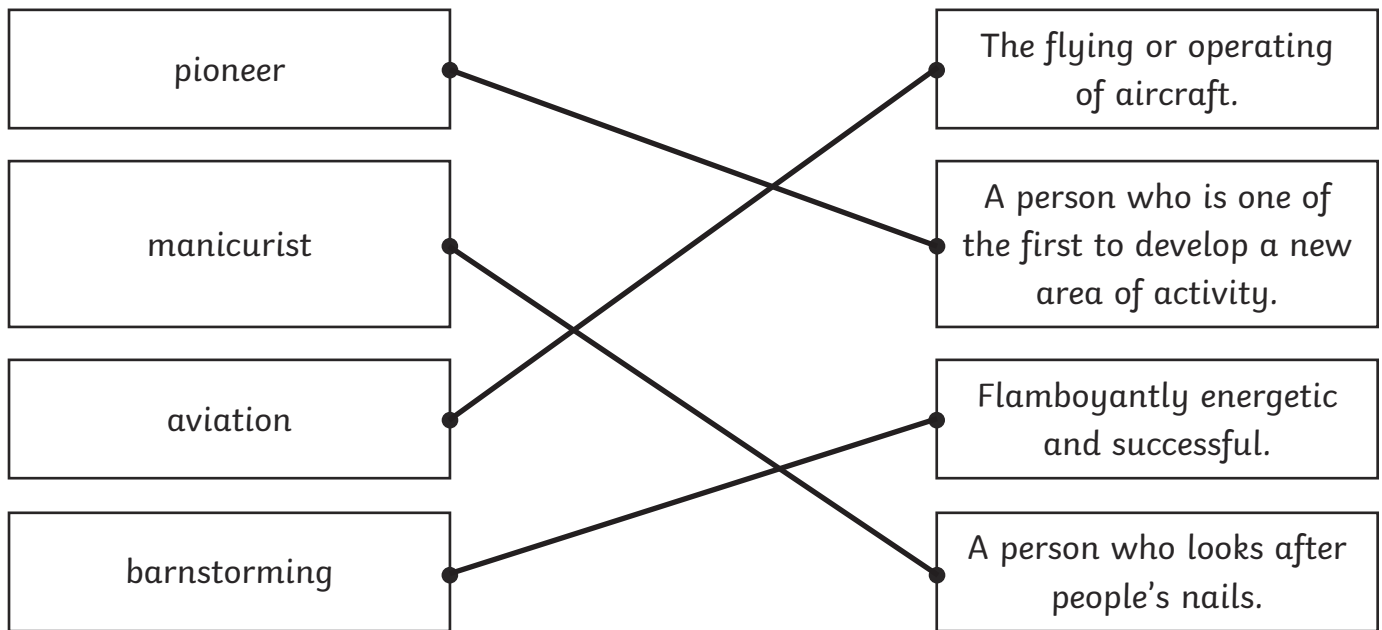 pioneer
The flying or operating
of aircraft.
manicurist
A person who is one of
the first to develop a new
area of activity.
aviation
Flamboyantly energetic
and successful.
barnstorming
A person who looks after
people's nails.